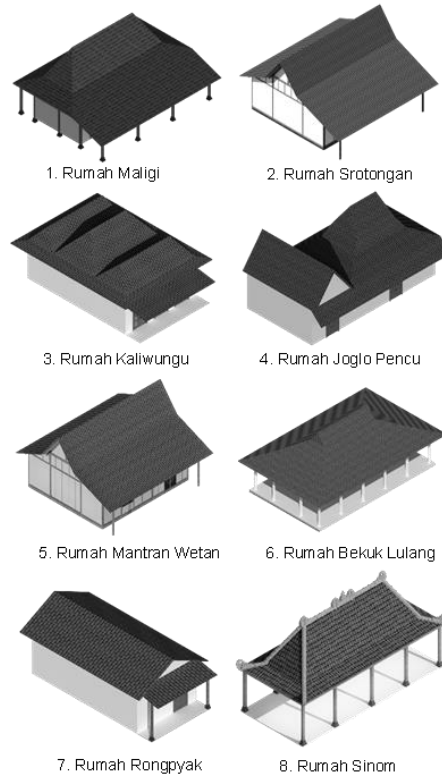 1. Rumah Maligi
2. Rumah Srotongan
3. Rumah Kaliwungu
4. Rumah Joglo Pencu
5. Rumah Mantran Wetan
6. Rumah Bekuk Lulang
7. Rumah Rongpyak
8. Rumah Sinom